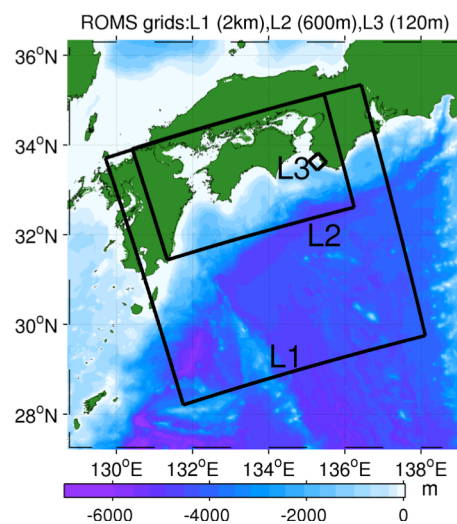 ROMS grids:L1 (2km),L2 (600m),L3 (120m)
36°N
34°N
L3
32°N
L2
30°N
L1
28°N
130°E 132°E 134°E 136°E 138°E
m
-6000 -4000 -2000 0